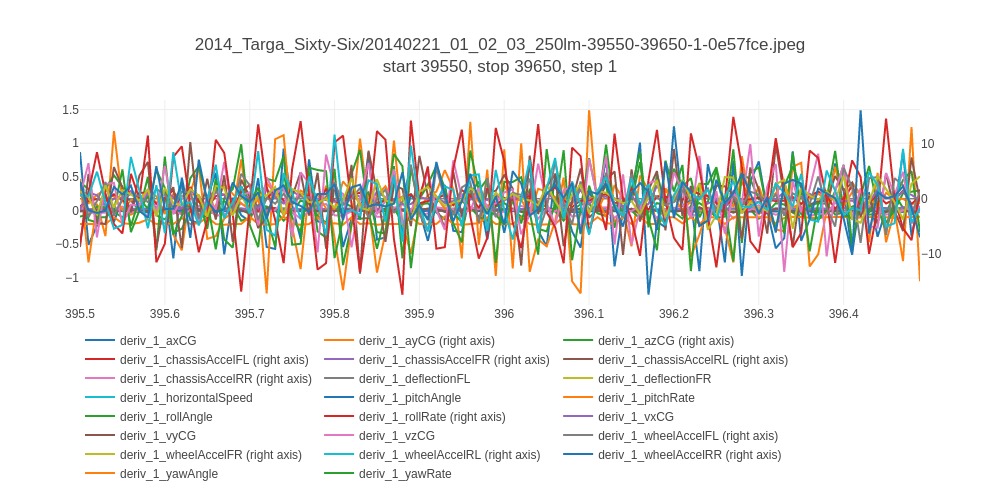 2014_Targa_Sixty-Six/20140221_01_02_03_250lm-39550-39650-1-0e57fce.jpeg
start 39550, stop 39650, step 1
1.5
1
0.5
0
−0.5
−1
10
0
−10
395.5 395.6 395.7 395.8 395.9 396 396.1 396.2 396.3 396.4
deriv_1_axCG deriv_1_ayCG (right axis) deriv_1_azCG (right axis)
deriv_1_chassisAccelFL (right axis) deriv_1_chassisAccelFR (right axis) deriv_1_chassisAccelRL (right axis)
deriv_1_chassisAccelRR (right axis) deriv_1_deflectionFL deriv_1_deflectionFR
deriv_1_horizontalSpeed deriv_1_pitchAngle deriv_1_pitchRate
deriv_1_rollAngle deriv_1_rollRate (right axis) deriv_1_vxCG
deriv_1_vyCG deriv_1_vzCG deriv_1_wheelAccelFL (right axis)
deriv_1_wheelAccelFR (right axis) deriv_1_wheelAccelRL (right axis) deriv_1_wheelAccelRR (right axis)
deriv_1_yawAngle deriv_1_yawRate